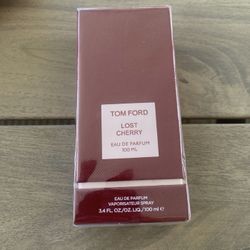 TOM FORD
LOST
CHERRY
EAU DE PARFUM
100 ML
EAU DE PARFUM
VAPORISATEUR SPRAY
3.4 FL. OZ/OZ. LIQ./100 ml ℮